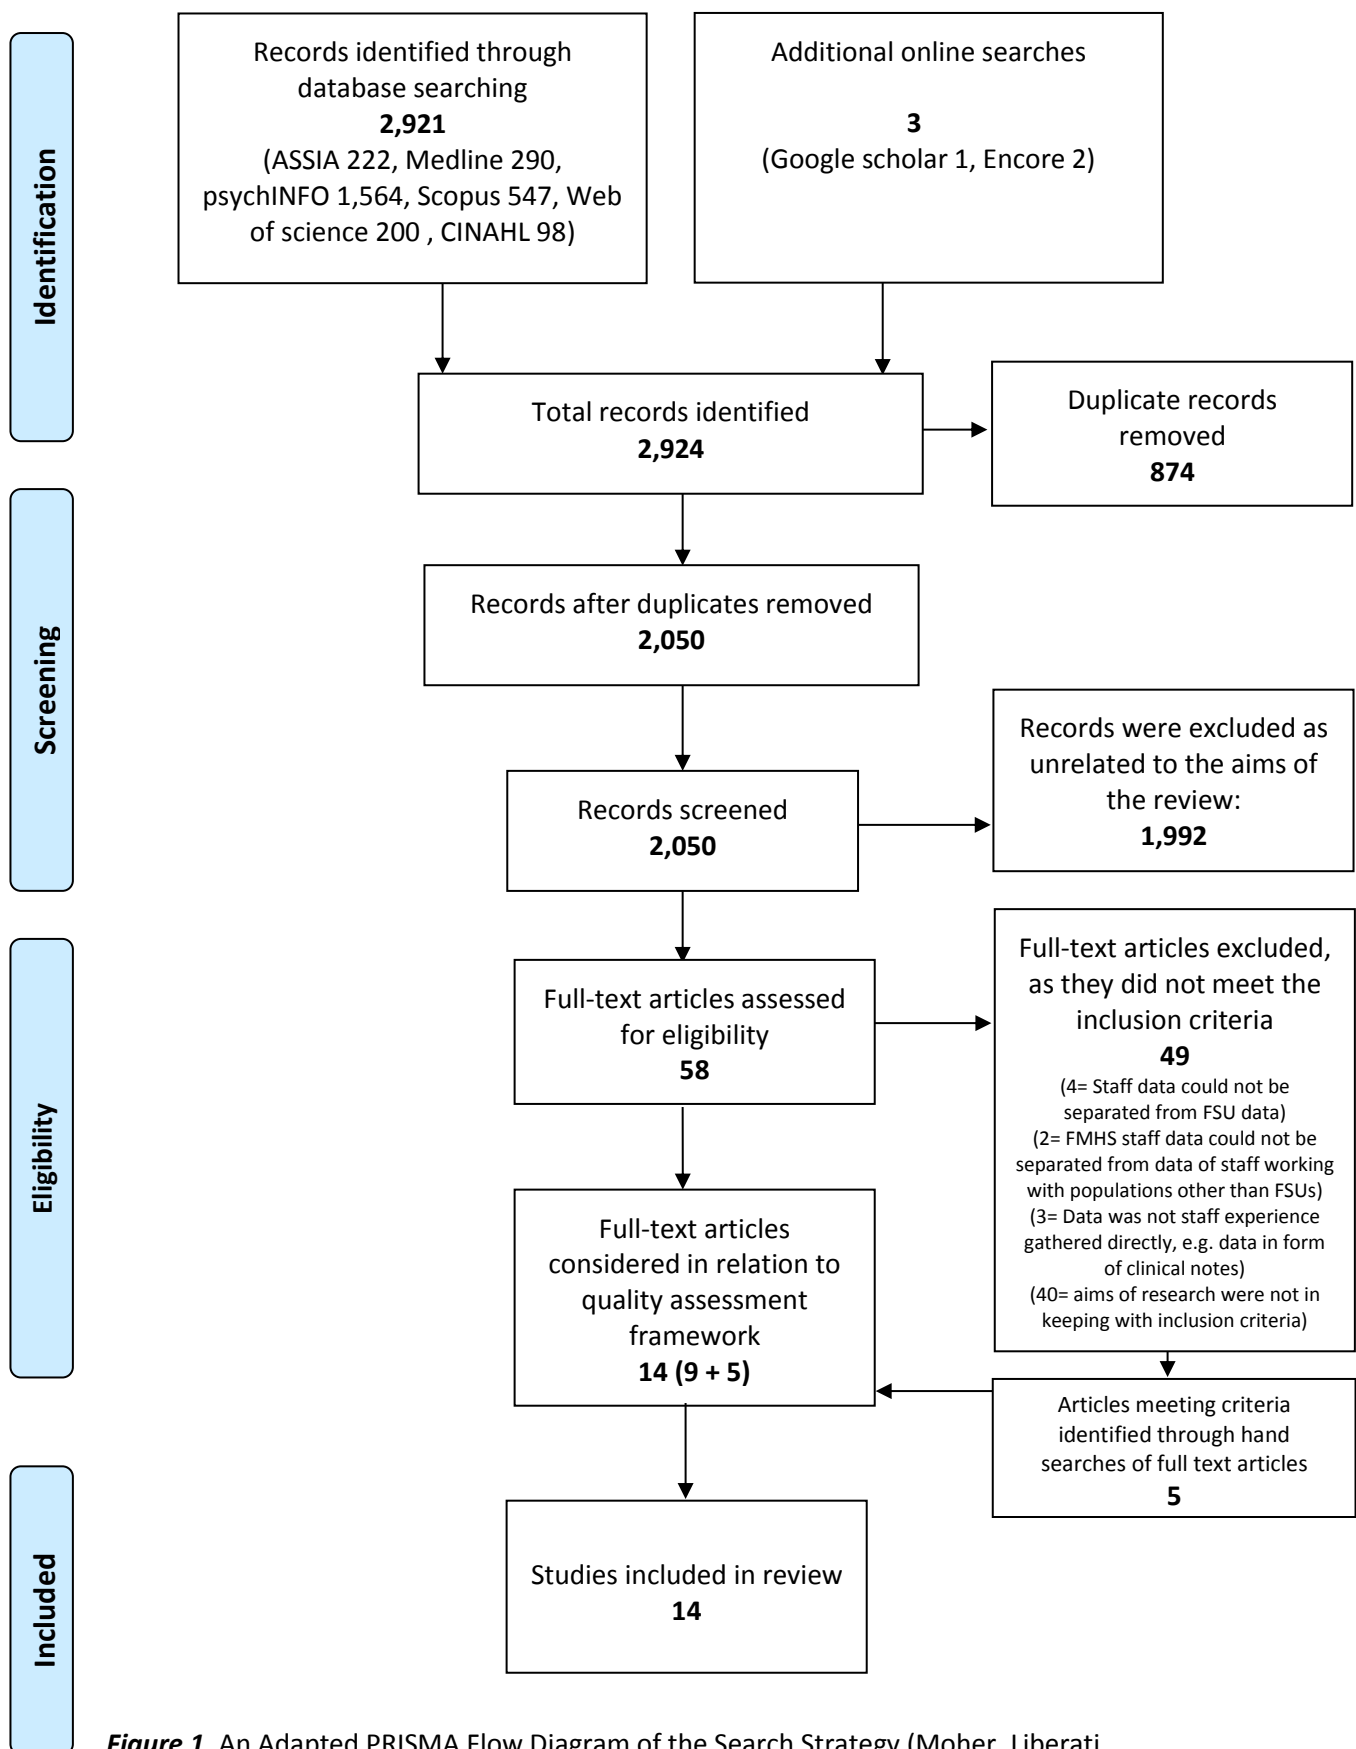 Identification
Records identified through
database searching
2,921
(ASSIA 222, Medline 290,
psychINFO 1,564, Scopus 547, Web
of science 200 , CINAHL 98)
Additional online searches
3
(Google scholar 1, Encore 2)
Total records identified
2,924
Duplicate records
removed
874
Screening
Records after duplicates removed
2,050
Records screened
2,050
Records were excluded as
unrelated to the aims of
the review:
1,992
Eligibility
Full-text articles assessed
for eligibility
58
Full-text articles excluded,
as they did not meet the
inclusion criteria
49
(4= Staff data could not be
separated from FSU data)
(2= FMHS staff data could not be
separated from data of staff working
with populations other than FSUs)
(3= Data was not staff experience
gathered directly, e.g. data in form
of clinical notes)
(40= aims of research were not in
keeping with inclusion criteria)
Full-text articles
considered in relation to
quality assessment
framework
14 (9 + 5)
Articles meeting criteria
identified through hand
searches of full text articles
5
Included
Studies included in review
14
Figure 1. An Adapted PRISMA Flow Diagram of the Search Strategy (Moher, Liberati,